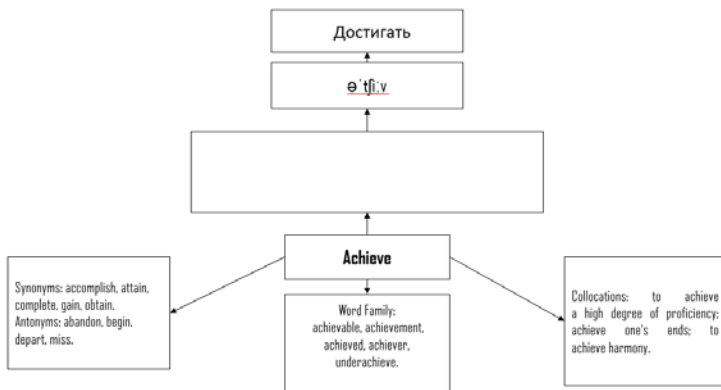 Достигать
əˈtʃiːv
Achieve
Synonyms: accomplish, attain,
complete, gain, obtain.
Antonyms: abandon, begin,
depart, miss.
Word Family:
achievable, achievement,
achieved, achiever,
underachieve.
Collocations: to achieve
a high degree of proficiency;
achieve one's ends; to
achieve harmony.